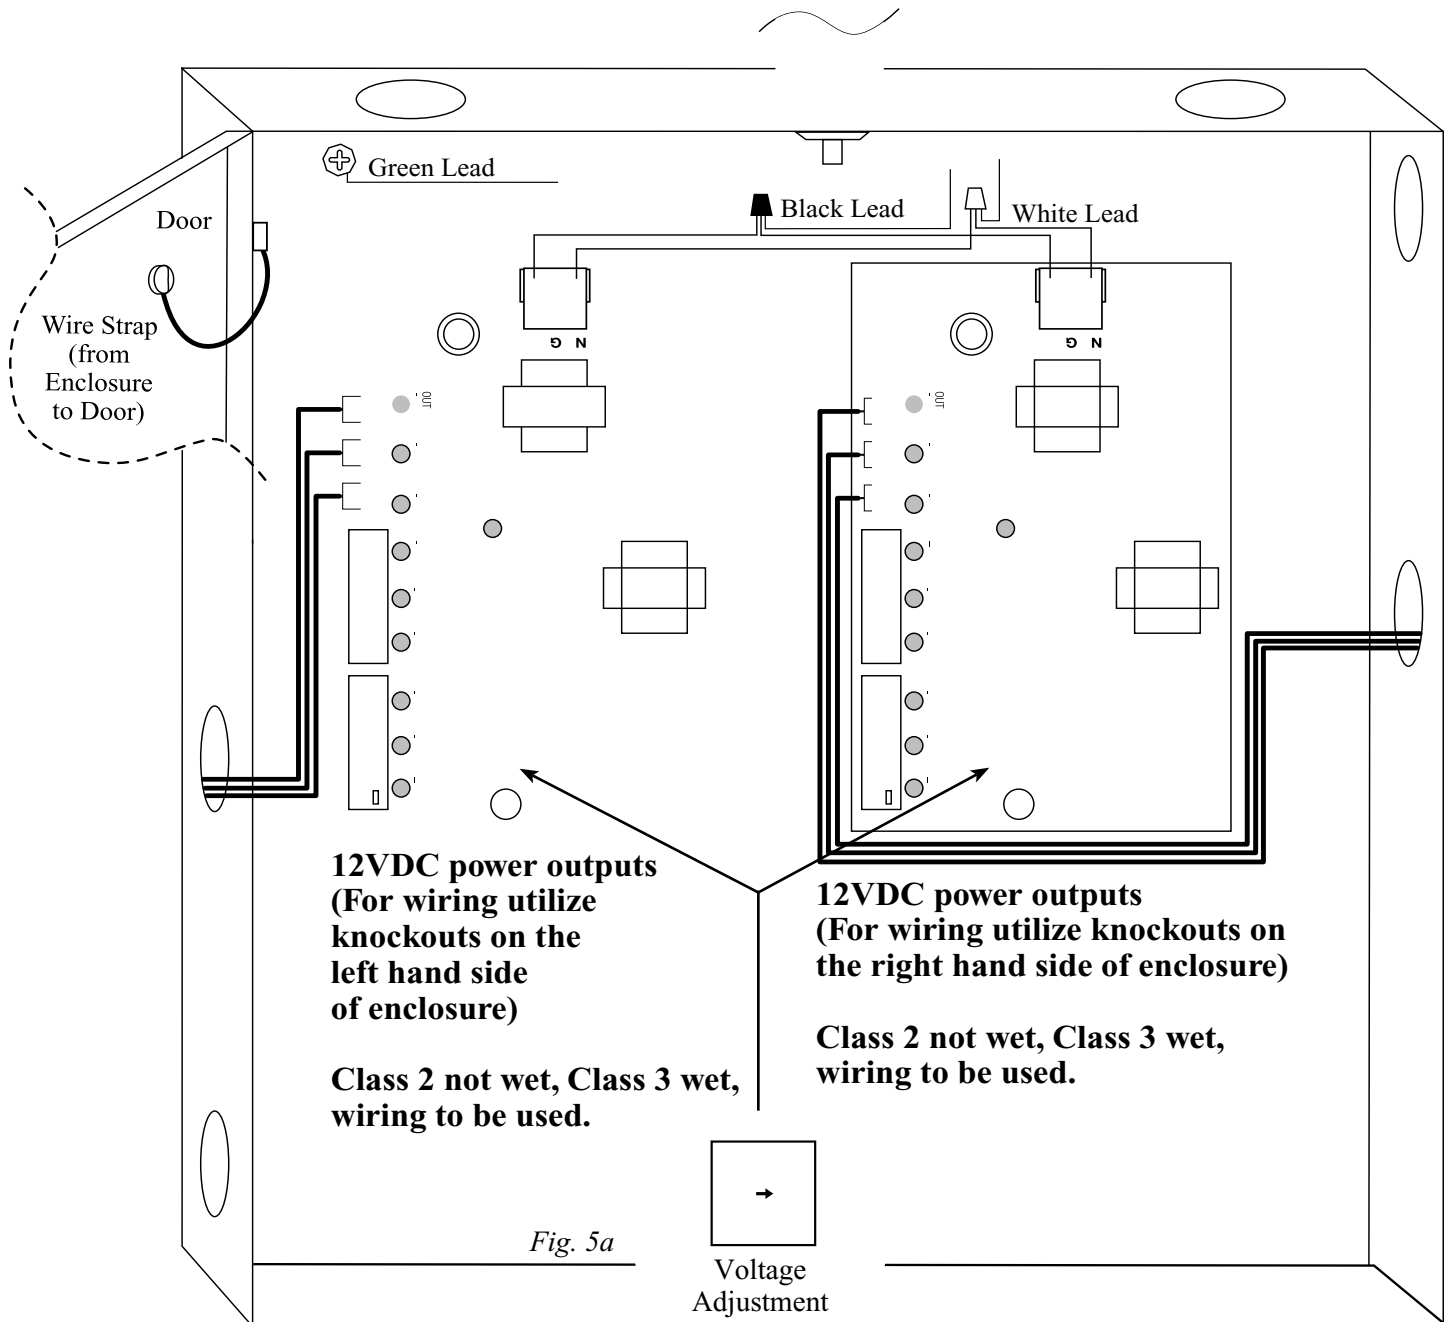 Green Lead
Black Lead
White Lead
Door
Wire Strap
(from
Enclosure
to Door)
G N
G N
OUT
OUT
12VDC power outputs
(For wiring utilize
knockouts on the
left hand side
of enclosure)
Class 2 not wet, Class 3 wet,
wiring to be used.
12VDC power outputs
(For wiring utilize knockouts on
the right hand side of enclosure)
Class 2 not wet, Class 3 wet,
wiring to be used.
Fig. 5a
Voltage
Adjustment